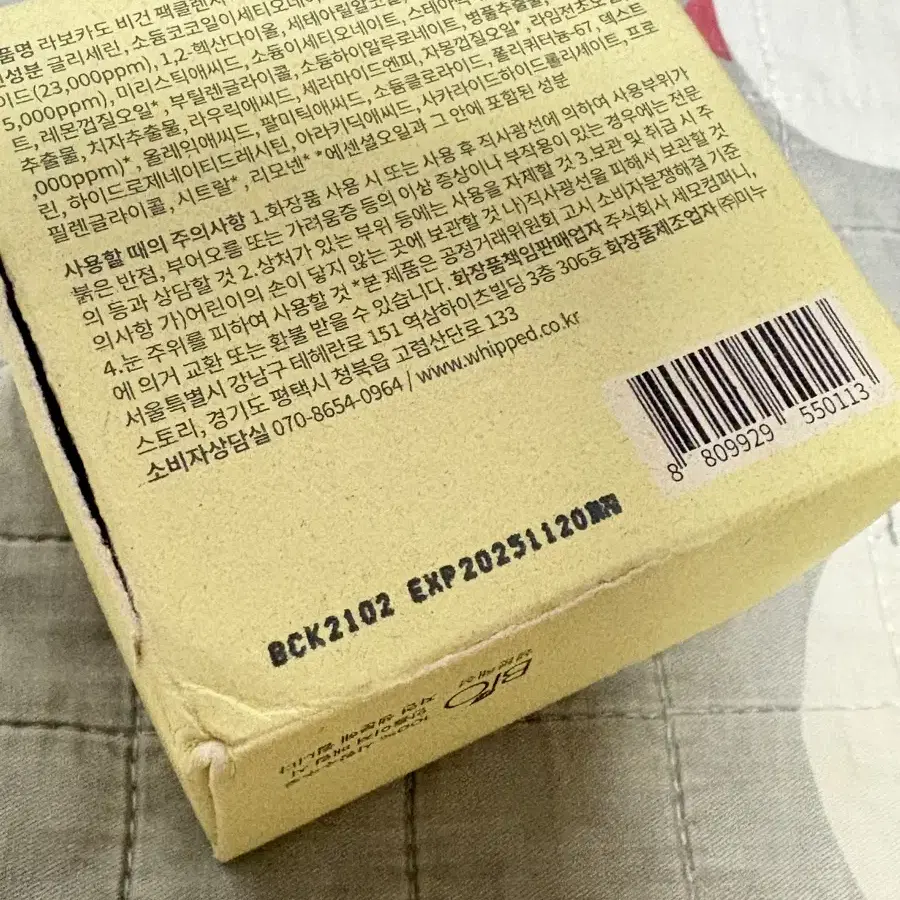 품명 라보카도 비건 팩클렌저
성분 글리세린, 소듐코코일이세티오네이트,
이드(23,000ppm), 1,2,헥산다이올, 세테아릴알코올, 스테아릭
5,000ppm), 미리스틱애씨드, 소듐이세티오네이트, 병풀추출물,
트, 레몬껍질오일*, 부틸렌글라이콜, 소듐하이알루로네이트, 자몽껍질오일*, 라임전초오일
추출물, 치자추출물, 라우릭애씨드, 세라마이드엔피, 폴리쿼터늄-67, 덱스트
,000ppm)*, 올레익애씨드, 팔미틱애씨드, 소듐클로라이드, 사카라이드하이드롤리세이트, 프로
린, 하이드로제네이티드레시틴, 아라키딕애씨드,
필렌글라이콜, 시트랄*, 리모넨* *에센셜오일과 그 안에 포함된 성분
사용할 때의 주의사항 1.화장품 사용 시 또는 사용 후 직사광선에 의하여 사용부위가
붉은 반점, 부어오름 또는 가려움증 등의 이상 증상이나 부작용이 있는 경우에는 전문
의 등과 상담할 것 2.상처가 있는 부위 등에는 사용을 자제할 것 3.보관 및 취급 시 주
의사항 가)어린이의 손이 닿지 않는 곳에 보관할 것 나)직사광선을 피해서 보관할 것
4.눈 주위를 피하여 사용할 것 *본 제품은 공정거래위원회 고시 소비자분쟁해결 기준
에 의거 교환 또는 환불 받을 수 있습니다. 화장품책임판매업자 주식회사 세모컴퍼니,
서울특별시 강남구 테헤란로 151 역삼하이츠빌딩 3층 306호 화장품제조업자 ㈜미누
스토리, 경기도 평택시 청북읍 고렴산단로 133
소비자상담실 070-8654-0964 / www.whipped.co.kr
8 809929 550113
BCK2102 EXP20251120까지